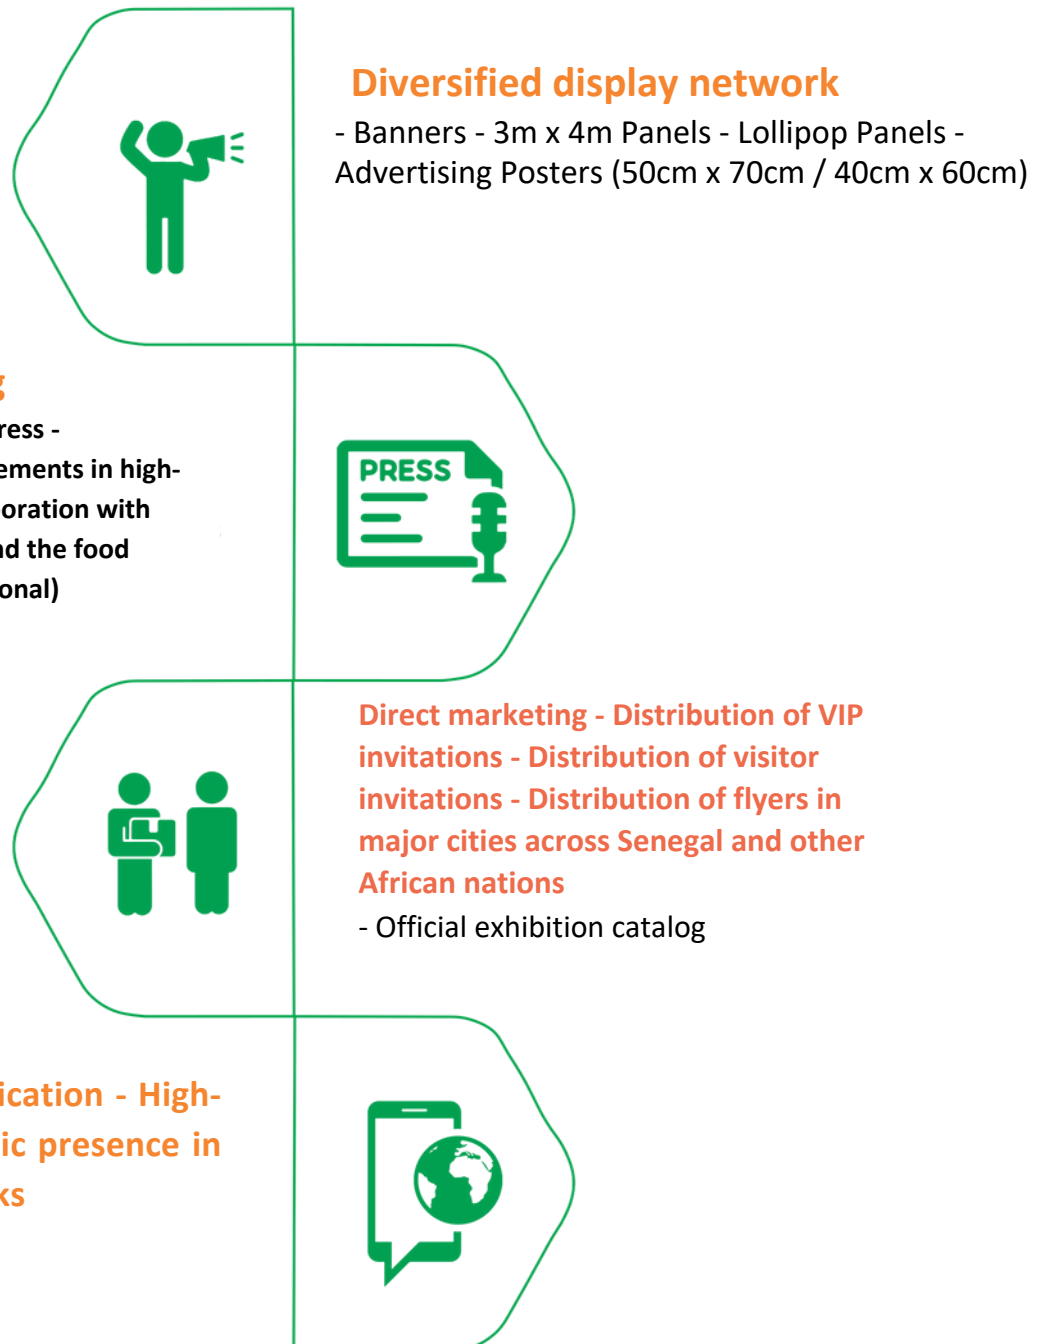 Diversified display network
- Banners - 3m x 4m Panels - Lollipop Panels -
Advertising Posters (50cm x 70cm / 40cm x 60cm)
g
ress -
ements in high-
oration with
nd the food
onal)
PRESS
Direct marketing - Distribution of VIP
invitations - Distribution of visitor
invitations - Distribution of flyers in
major cities across Senegal and other
African nations
- Official exhibition catalog
ication - High-
ic presence in
ks